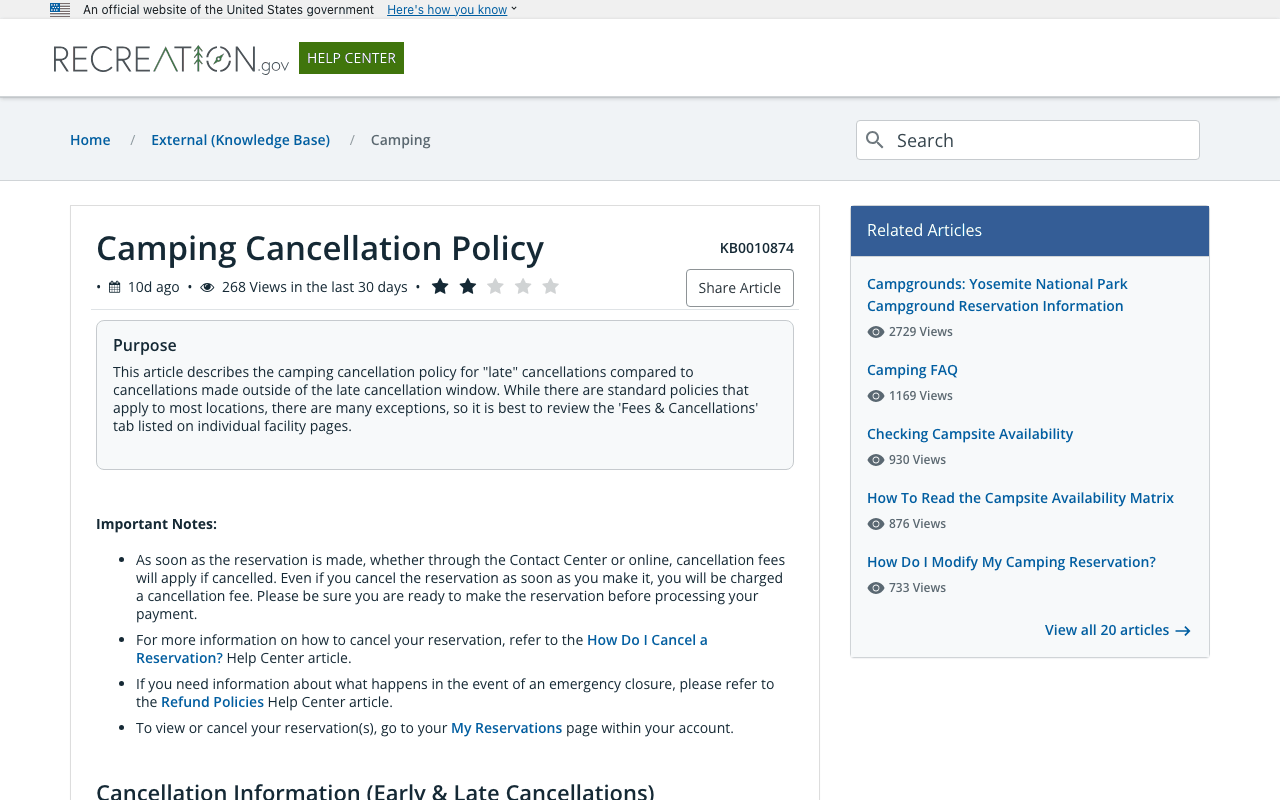 An official website of the United States government Here's how you know
RECREATION.gov HELP CENTER
Home / External (Knowledge Base) / Camping
Search
Camping Cancellation Policy
KB0010874
• 10d ago • 268 Views in the last 30 days •
Share Article
Purpose
This article describes the camping cancellation policy for "late" cancellations compared to
cancellations made outside of the late cancellation window. While there are standard policies that
apply to most locations, there are many exceptions, so it is best to review the 'Fees & Cancellations'
tab listed on individual facility pages.
Important Notes:
• As soon as the reservation is made, whether through the Contact Center or online, cancellation fees
will apply if cancelled. Even if you cancel the reservation as soon as you make it, you will be charged
a cancellation fee. Please be sure you are ready to make the reservation before processing your
payment.
• For more information on how to cancel your reservation, refer to the How Do I Cancel a
Reservation? Help Center article.
• If you need information about what happens in the event of an emergency closure, please refer to
the Refund Policies Help Center article.
• To view or cancel your reservation(s), go to your My Reservations page within your account.
Cancellation Information (Early & Late Cancellations)
Related Articles
Campgrounds: Yosemite National Park
Campground Reservation Information
2729 Views
Camping FAQ
1169 Views
Checking Campsite Availability
930 Views
How To Read the Campsite Availability Matrix
876 Views
How Do I Modify My Camping Reservation?
733 Views
View all 20 articles